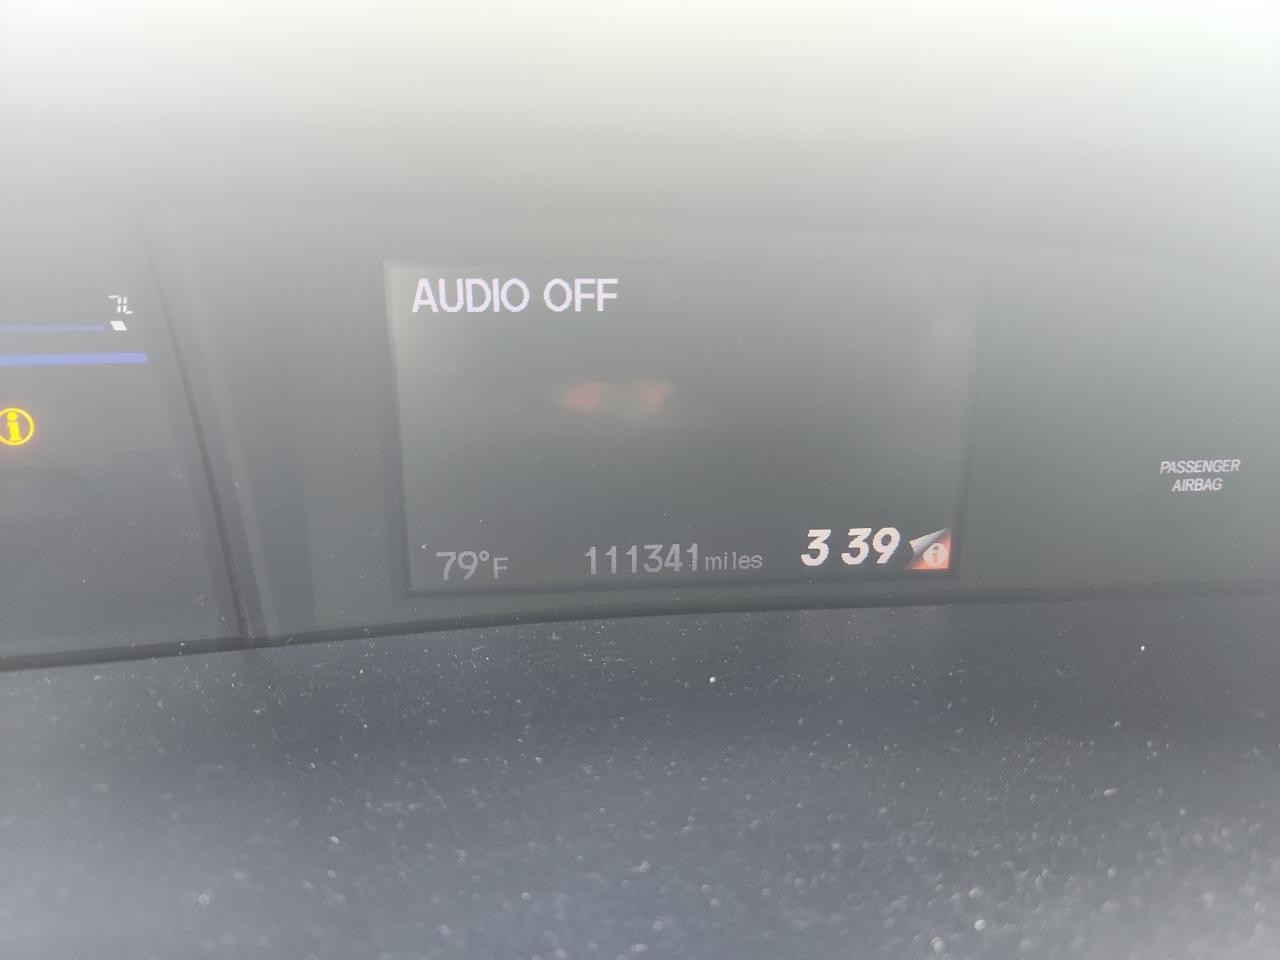 AUDIO OFF
PASSENGER
AIRBAG
79°F 111341 miles 3 39